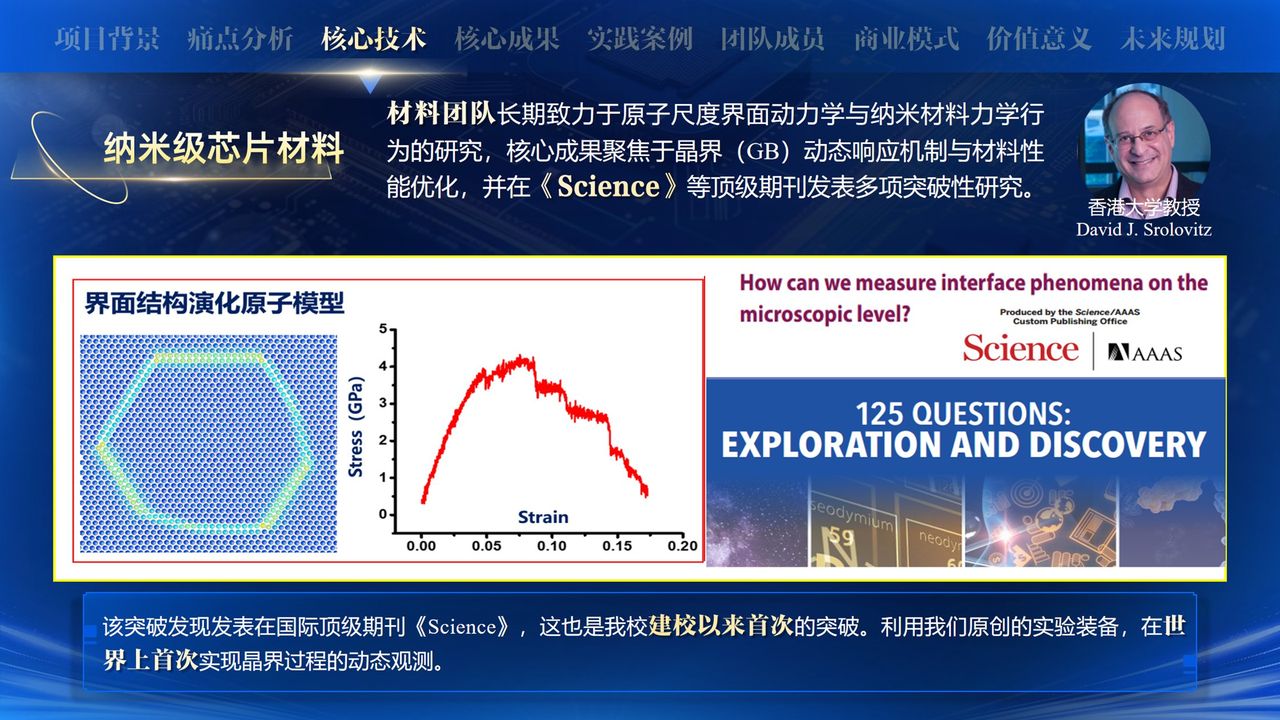 项目背景 痛点分析 核心技术 核心成果 实践案例 团队成员 商业模式 价值意义 未来规划
纳米级芯片材料
材料团队长期致力于原子尺度界面动力学与纳米材料力学行
为的研究，核心成果聚焦于晶界（GB）动态响应机制与材料性
能优化，并在《Science》等顶级期刊发表多项突破性研究。
香港大学教授
David J. Srolovitz
界面结构演化原子模型
Stress（GPa）
5
4
3
2
1
0
Strain
0.00 0.05 0.10 0.15 0.20
How can we measure interface phenomena on the
microscopic level?
Produced by the Science/AAAS
Custom Publishing Office
Science AAAS
125 QUESTIONS:
EXPLORATION AND DISCOVERY
seodymium
59
neody
该突破发现发表在国际顶级期刊《Science》，这也是我校建校以来首次的突破。利用我们原创的实验装备，在世
界上首次实现晶界过程的动态观测。